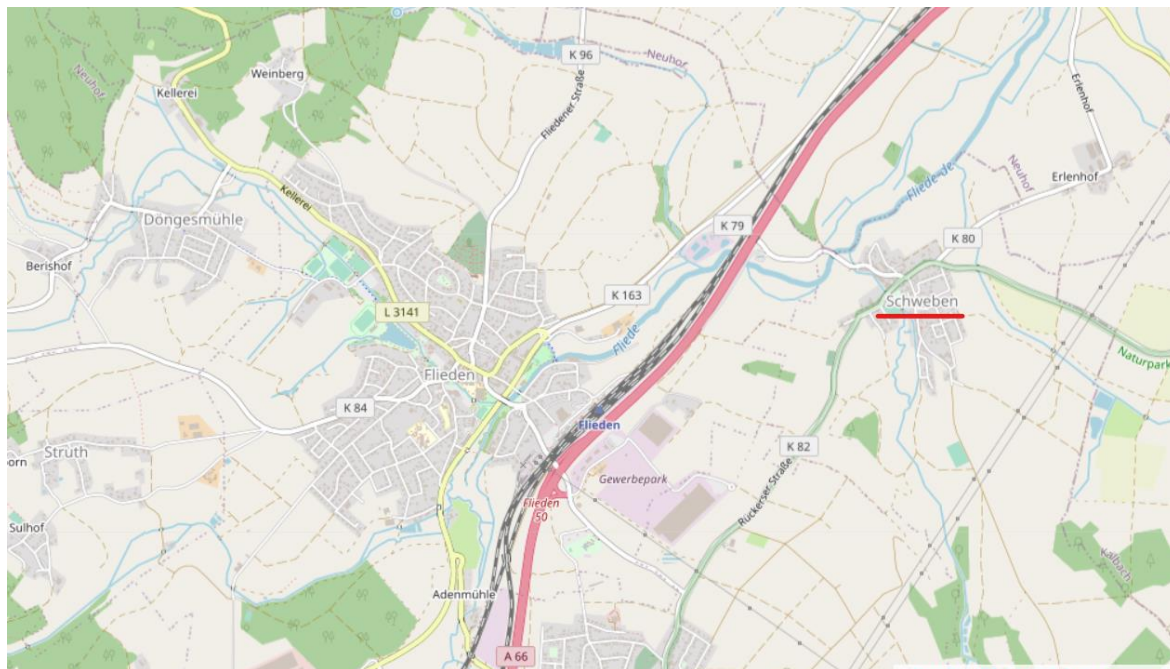 K 96
Neuhof
Weinberg
Neuhof
Kellerei
Fliedener Straße
Erlenhof
Neuhof
Erlenhof
Fliede
Kellerei
Döngesmühle
K 79
K 80
Berishof
K 163
Schweben
L 3141
Fliede
Naturpark
Flieden
K 84
Flieden
K 82
Struth
Gewerbepark
Rückerser Straße
Flieden
50
Sulhof
Kalbach
Adenmühle
A 66